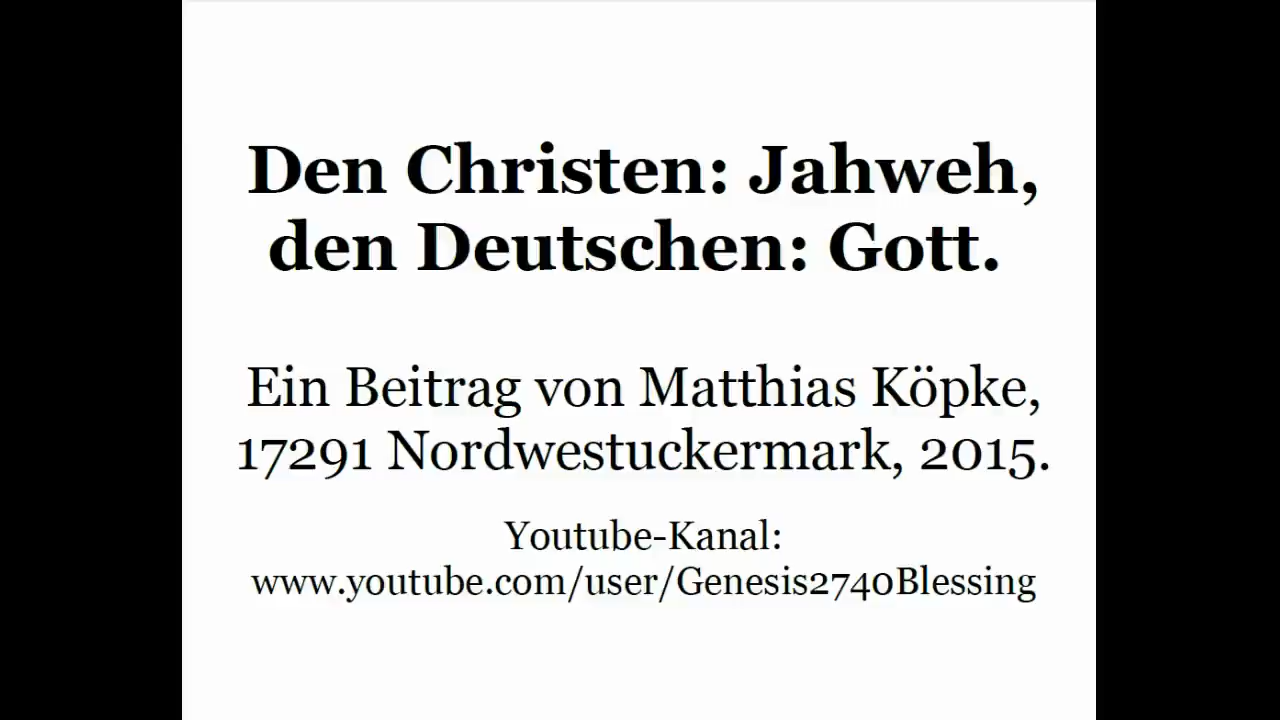 Den Christen: Jahweh,
den Deutschen: Gott.
Ein Beitrag von Matthias Köpke,
17291 Nordwestuckermark, 2015.
Youtube-Kanal:
www.youtube.com/user/Genesis2740Blessing